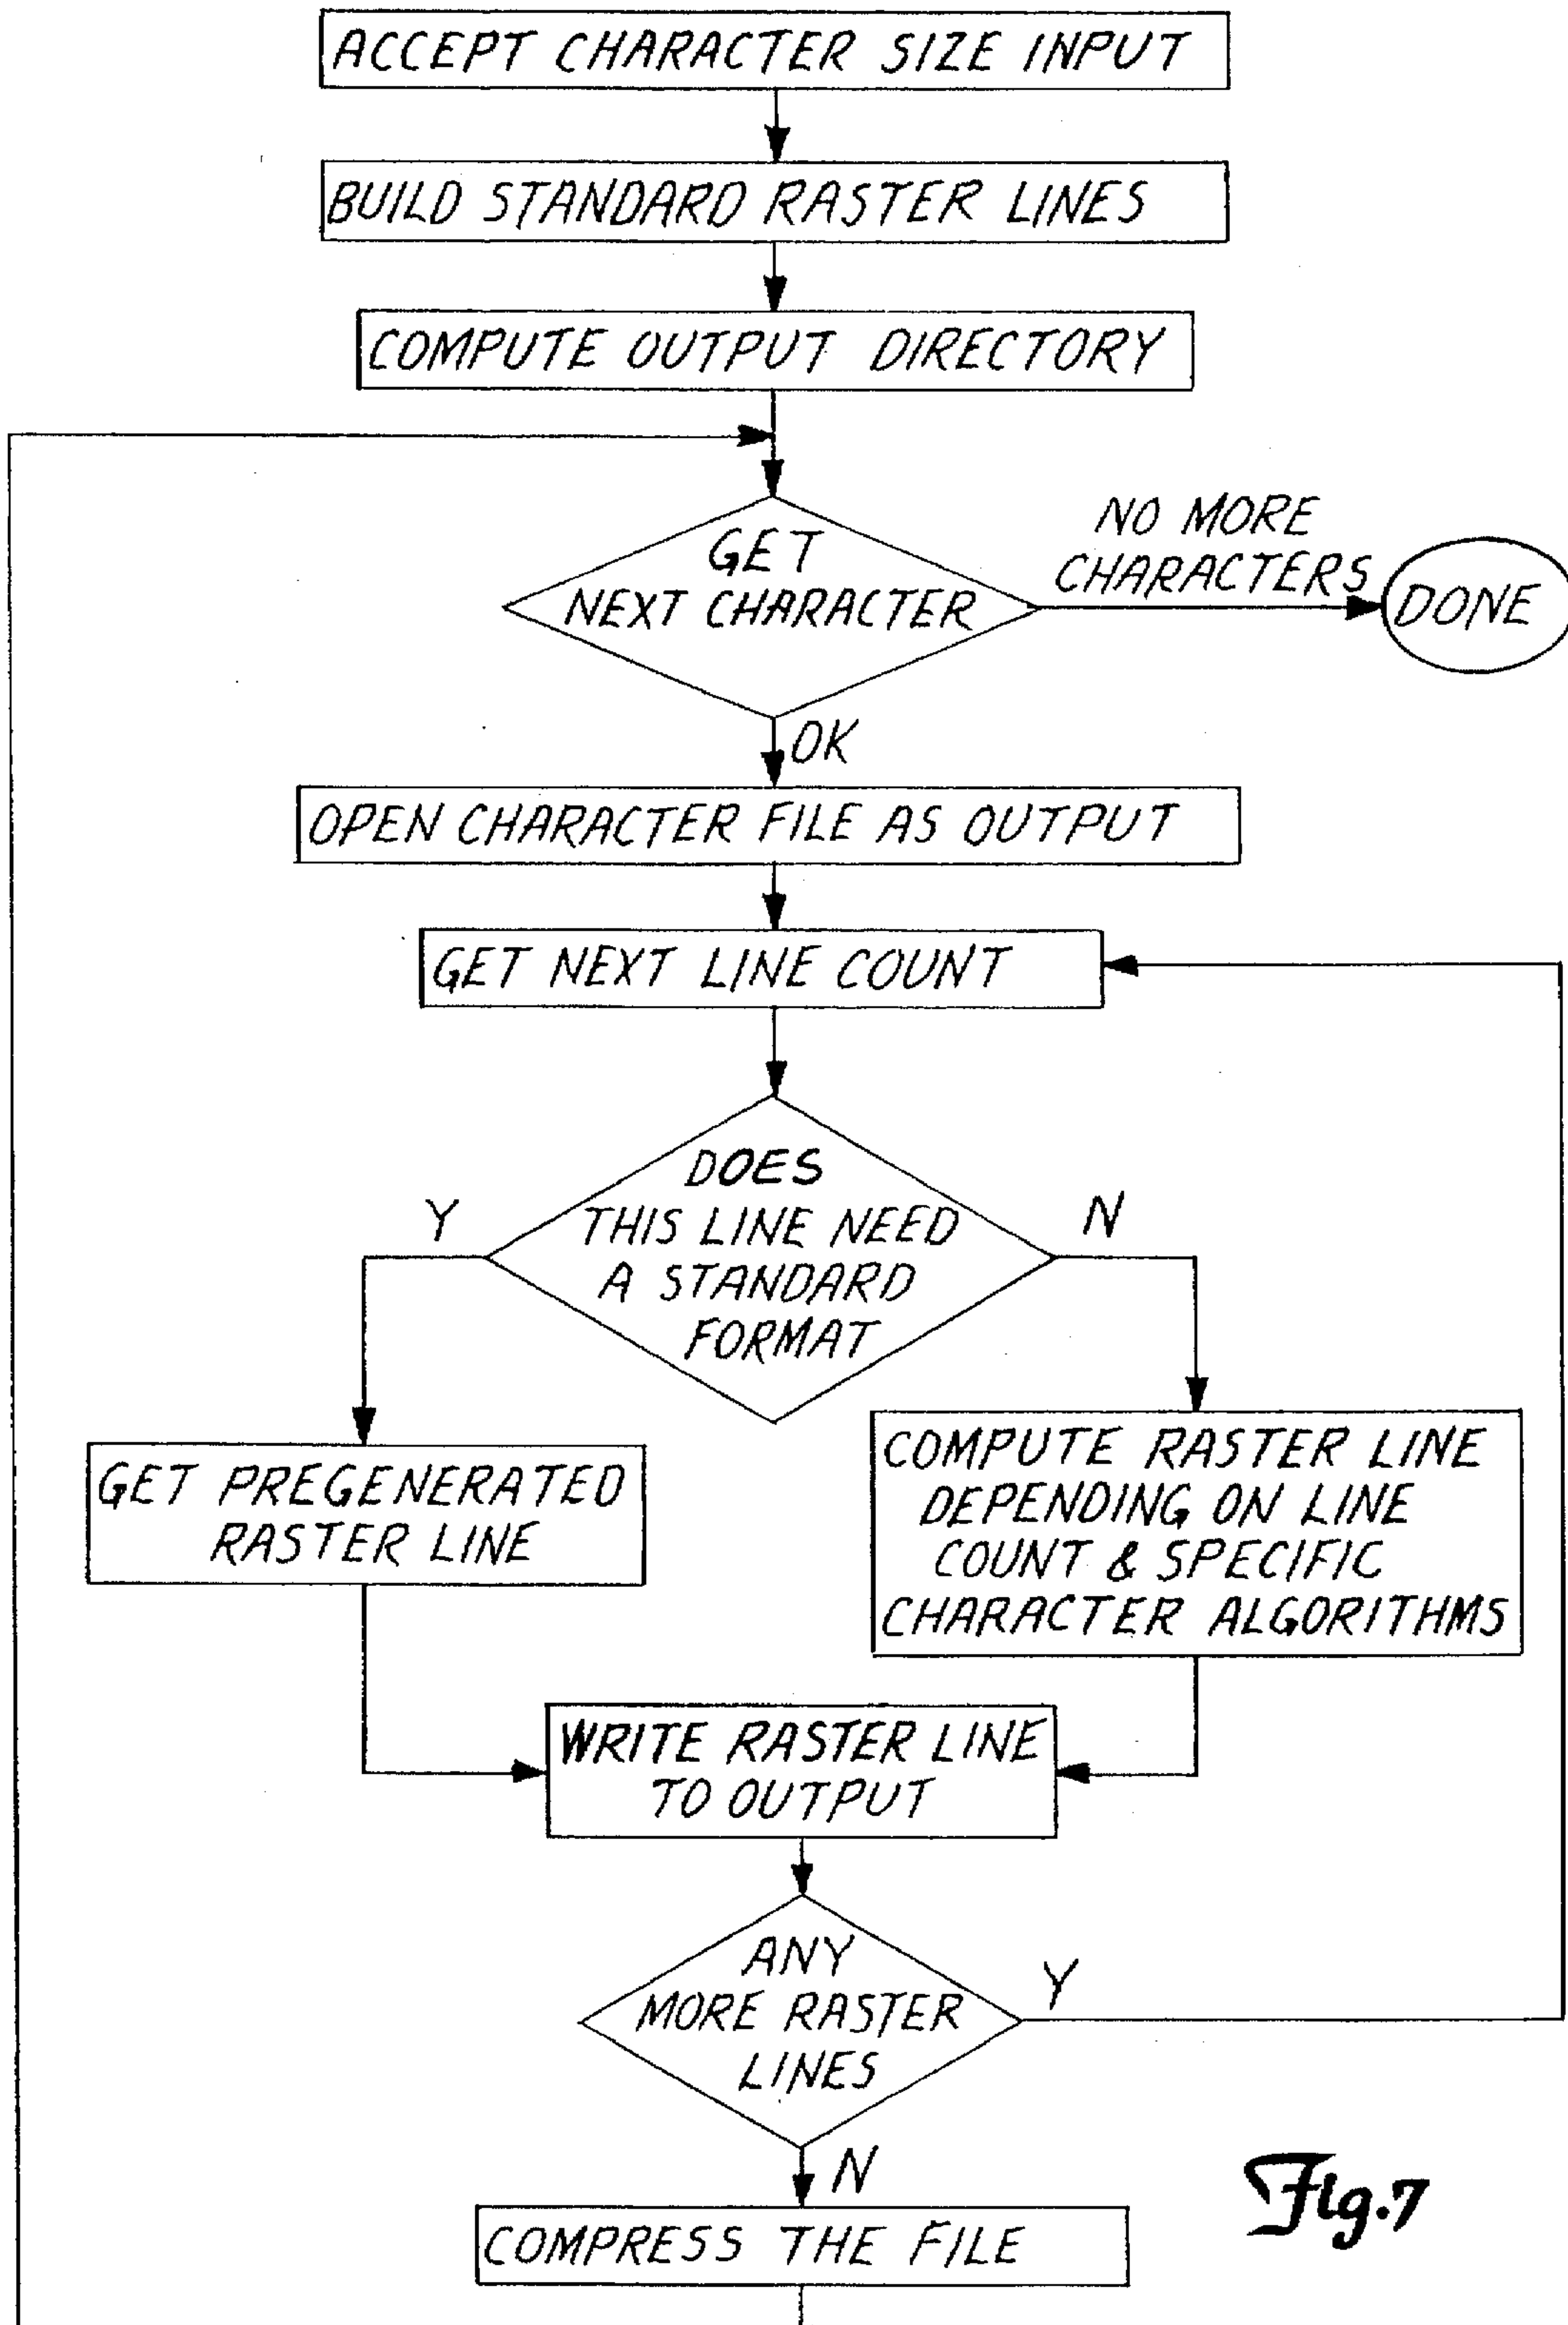 ACCEPT CHARACTER SIZE INPUT
BUILD STANDARD RASTER LINES
COMPUTE OUTPUT DIRECTORY
GET
NEXT CHARACTER
NO MORE
CHARACTERS
DONE
OK
OPEN CHARACTER FILE AS OUTPUT
GET NEXT LINE COUNT
DOES
THIS LINE NEED
A STANDARD
FORMAT
Y
N
GET PREGENERATED
RASTER LINE
COMPUTE RASTER LINE
DEPENDING ON LINE
COUNT & SPECIFIC
CHARACTER ALGORITHMS
WRITE RASTER LINE
TO OUTPUT
ANY
MORE RASTER
LINES
Y
N
COMPRESS THE FILE
Fig.7